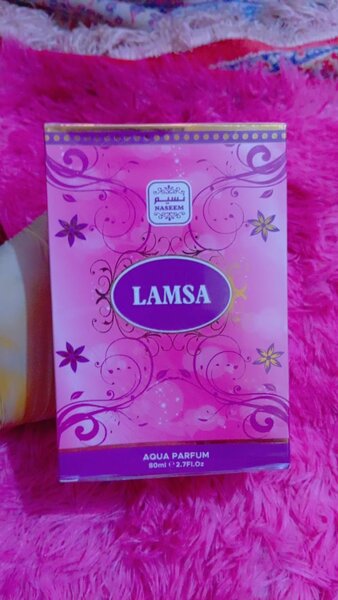 نسيم
NASEEM
LAMSA
AQUA PARFUM
80ml ℮ 2.7Fl.Oz